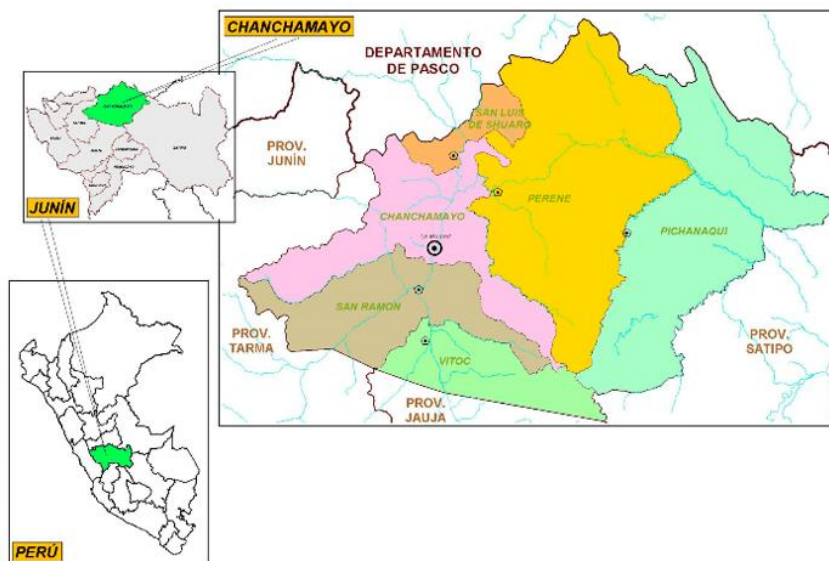 CHANCHAMAYO
DEPARTAMENTO
DE PASCO
SAN LUIS
DE SHUARO
PROV.
JUNÍN
CHANCHAMAYO
PERENE
PICHANAQUI
SAN RAMON
VITOC
PROV.
TARMA
PROV.
SATIPO
PROV.
JAUJA
JUNÍN
PERÚ